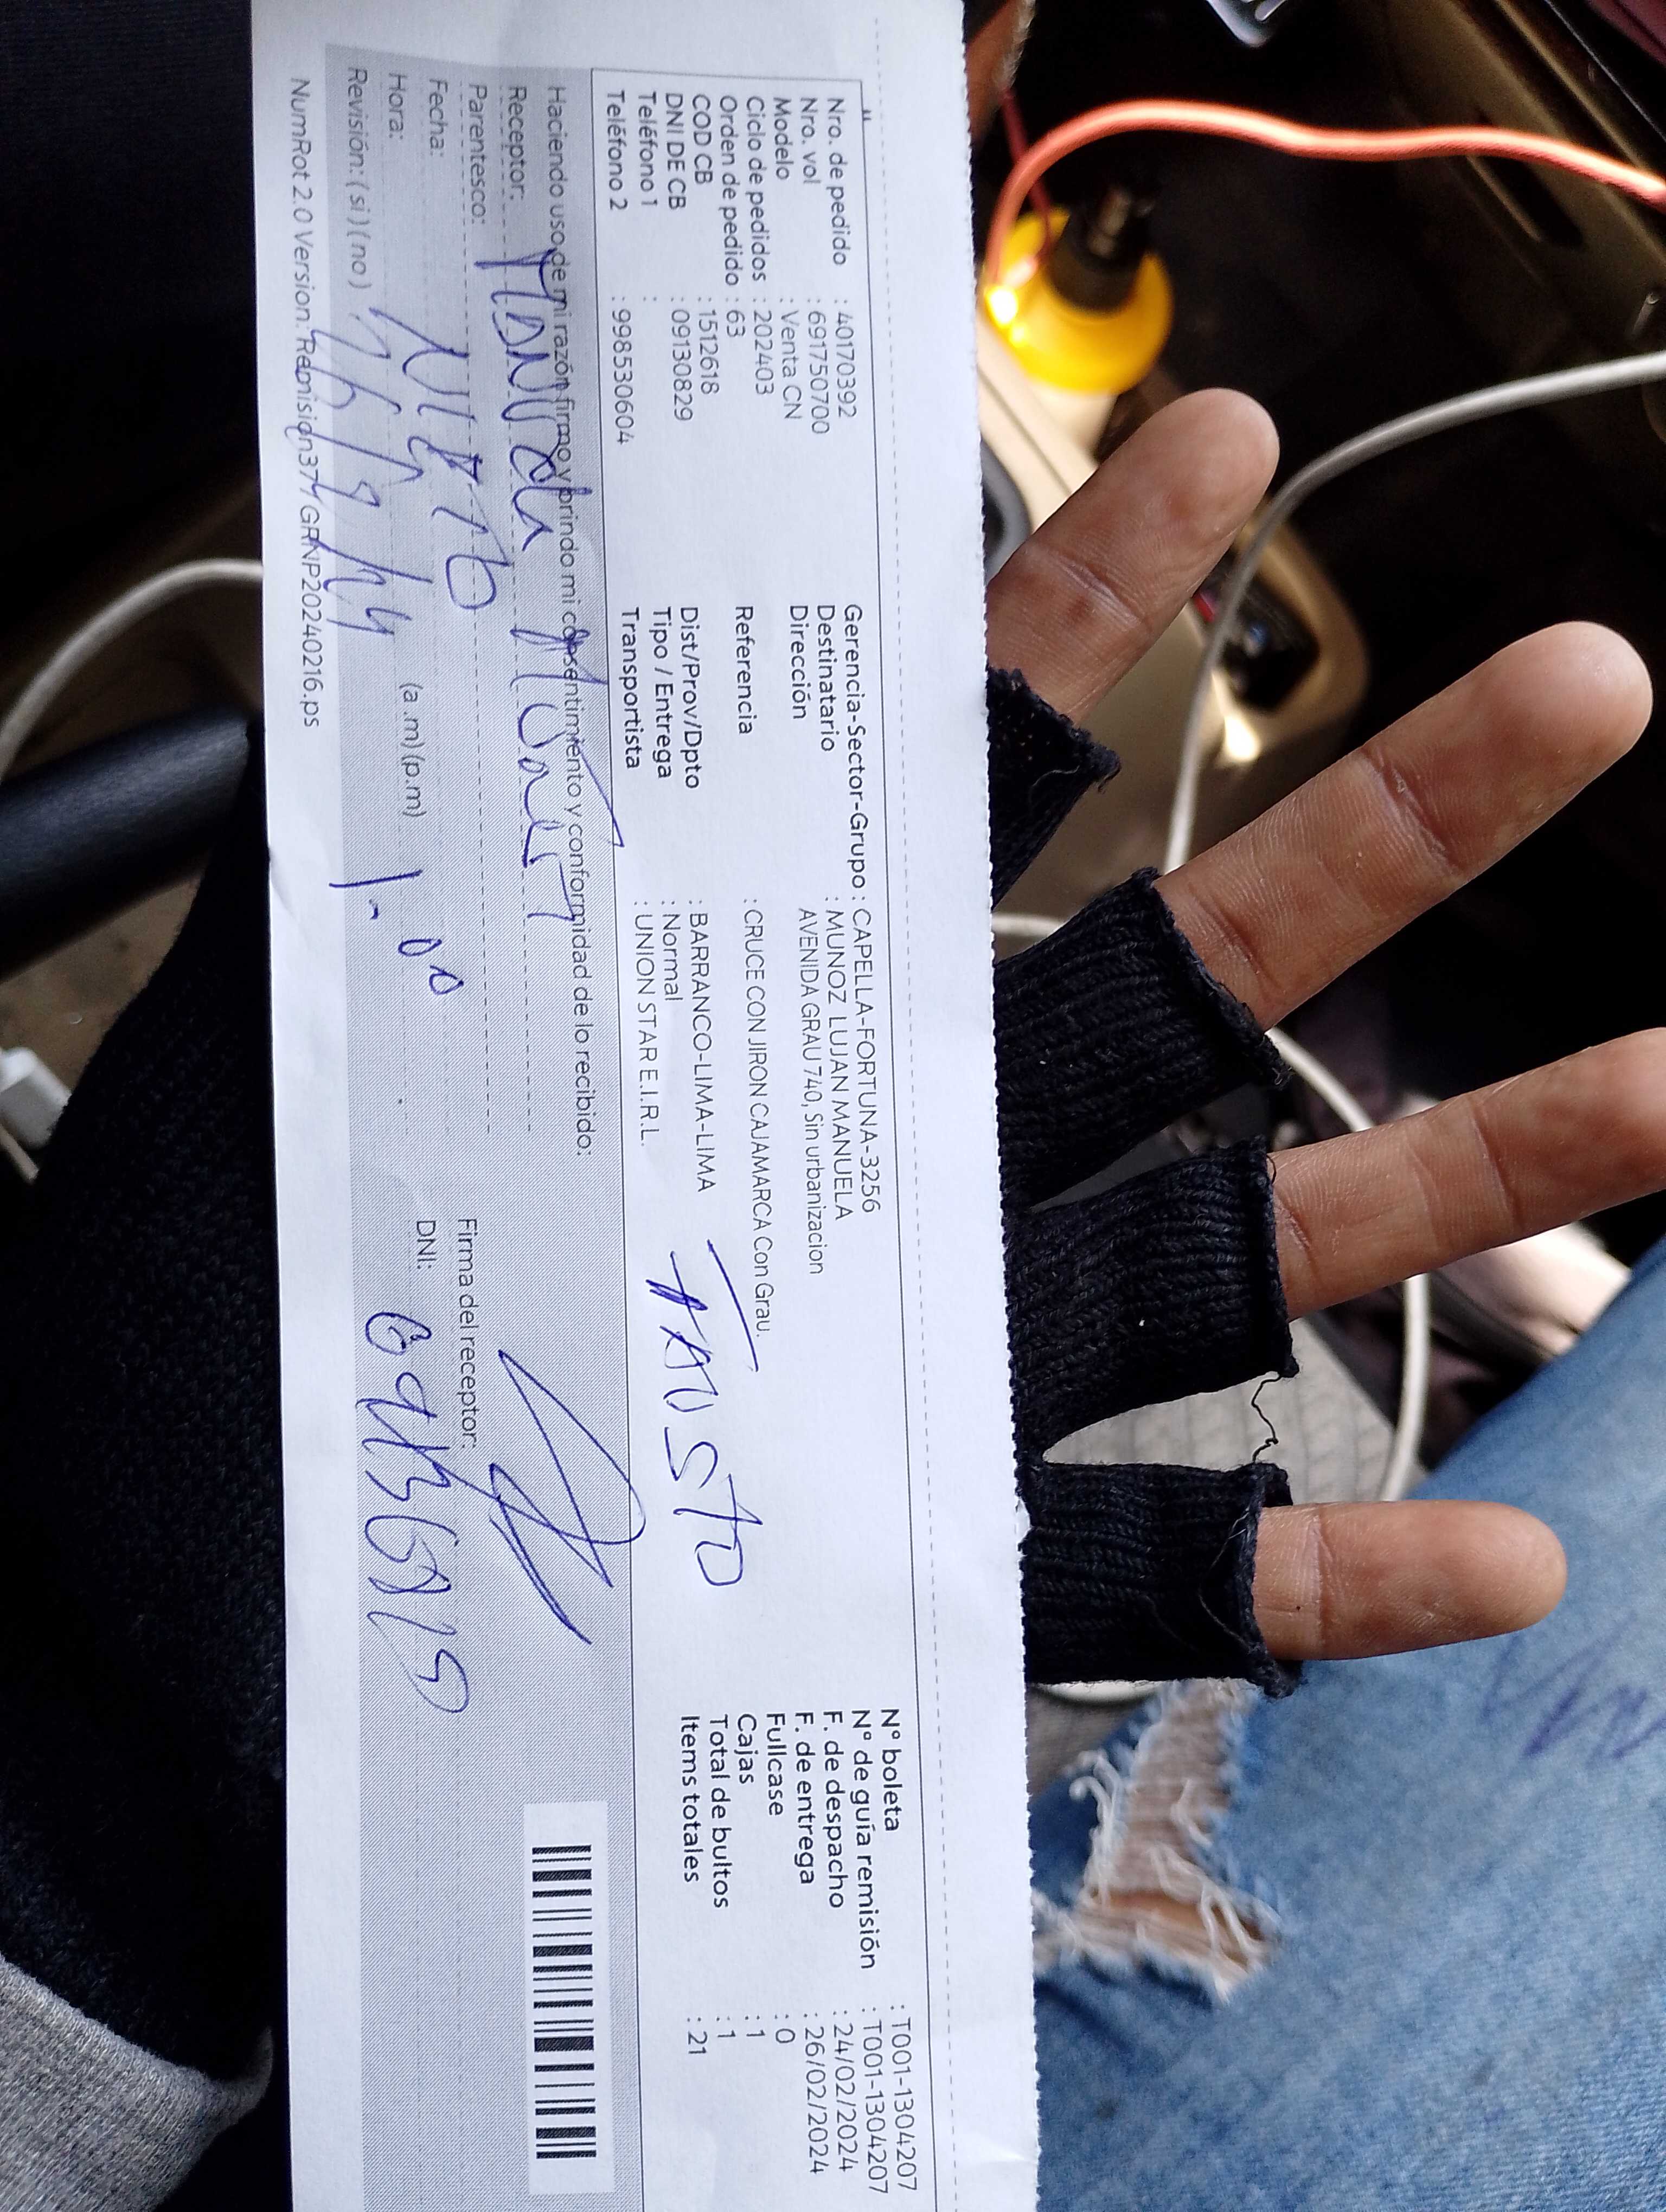 Nro. de pedido : 40170392
Nro. vol : 691750700
Modelo : Venta CN
Ciclo de pedidos : 202403
Orden de pedido : 63
COD CB : 1512618
DNI DE CB : 09130829
Teléfono 1 :
Teléfono 2 : 998530604
Gerencia-Sector-Grupo : CAPELLA-FORTUNA-3256
Destinatario : MUNOZ LUJAN MANUELA
Dirección AVENIDA GRAU 740, Sin urbanizacion
Referencia : CRUCE CON JIRON CAJAMARCA Con Grau.
Dist/Prov/Dpto : BARRANCO-LIMA-LIMA
Tipo / Entrega : Normal
Transportista : UNION STAR E.I.R.L.
N° boleta : T001-1304207
N° de guía remisión : T001-1304207
F. de despacho : 24/02/2024
F. de entrega : 26/02/2024
Fullcase : 0
Cajas : 1
Total de bultos : 1
Items totales : 21
Haciendo uso de mi razón firmo y brindo mi consentimiento y conformidad de lo recibido:
Receptor:
Parentesco:
Fecha:
Hora: (a.m)(p.m) 1-00
Revisión: ( si ) ( no )
Firma del receptor:
DNI:
NumRot 2.0 Version: Remision377GRNP20240216.ps